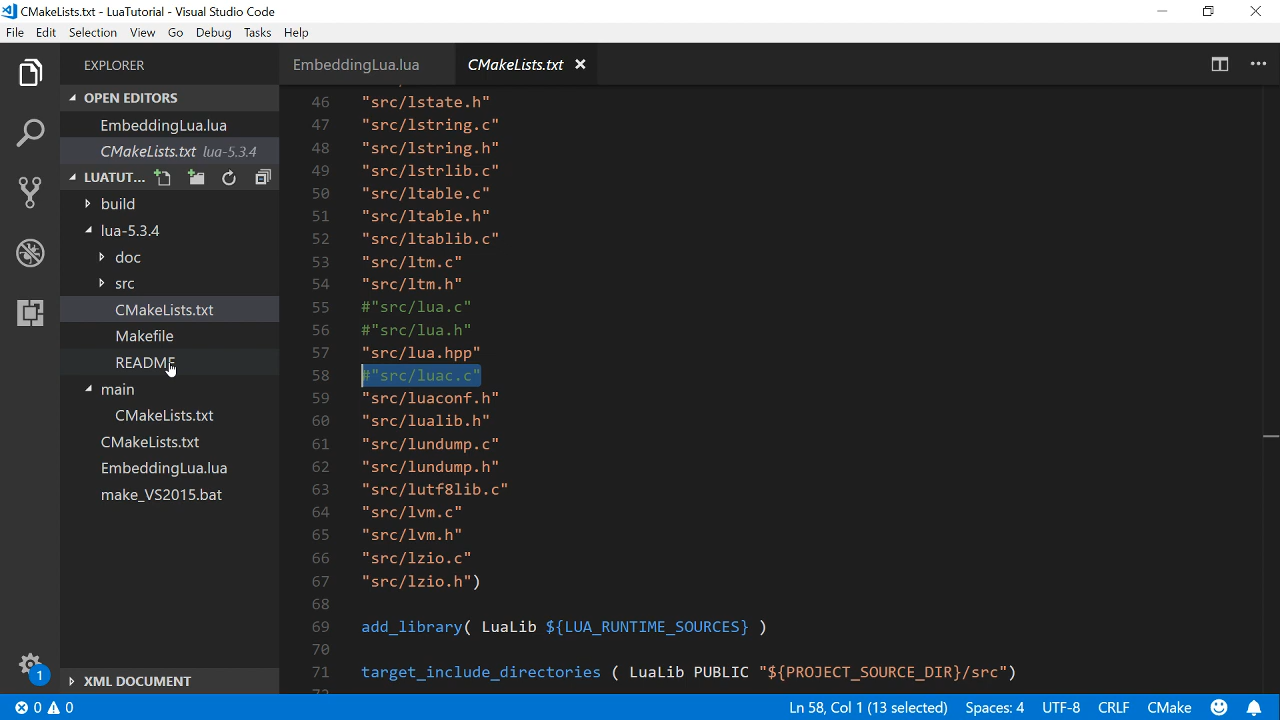 CMakeLists.txt - LuaTutorial - Visual Studio Code
File Edit Selection View Go Debug Tasks Help
EXPLORER
OPEN EDITORS
EmbeddingLua.lua
CMakeLists.txt lua-5.3.4
LUATUT...
build
lua-5.3.4
doc
src
CMakeLists.txt
Makefile
README
main
CMakeLists.txt
CMakeLists.txt
EmbeddingLua.lua
make_VS2015.bat
XML DOCUMENT
1
EmbeddingLua.lua CMakeLists.txt
46 "src/lstate.h"
47 "src/lstring.c"
48 "src/lstring.h"
49 "src/lstrlib.c"
50 "src/ltable.c"
51 "src/ltable.h"
52 "src/ltablib.c"
53 "src/ltm.c"
54 "src/ltm.h"
55 #"src/lua.c"
56 #"src/lua.h"
57 "src/lua.hpp"
58 #"src/luac.c"
59 "src/luaconf.h"
60 "src/lualib.h"
61 "src/lundump.c"
62 "src/lundump.h"
63 "src/lutf8lib.c"
64 "src/lvm.c"
65 "src/lvm.h"
66 "src/lzio.c"
67 "src/lzio.h")
68
69 add_library( LuaLib ${LUA_RUNTIME_SOURCES} )
70
71 target_include_directories ( LuaLib PUBLIC "${PROJECT_SOURCE_DIR}/src")
72
0 0 Ln 58, Col 1 (13 selected) Spaces: 4 UTF-8 CRLF CMake